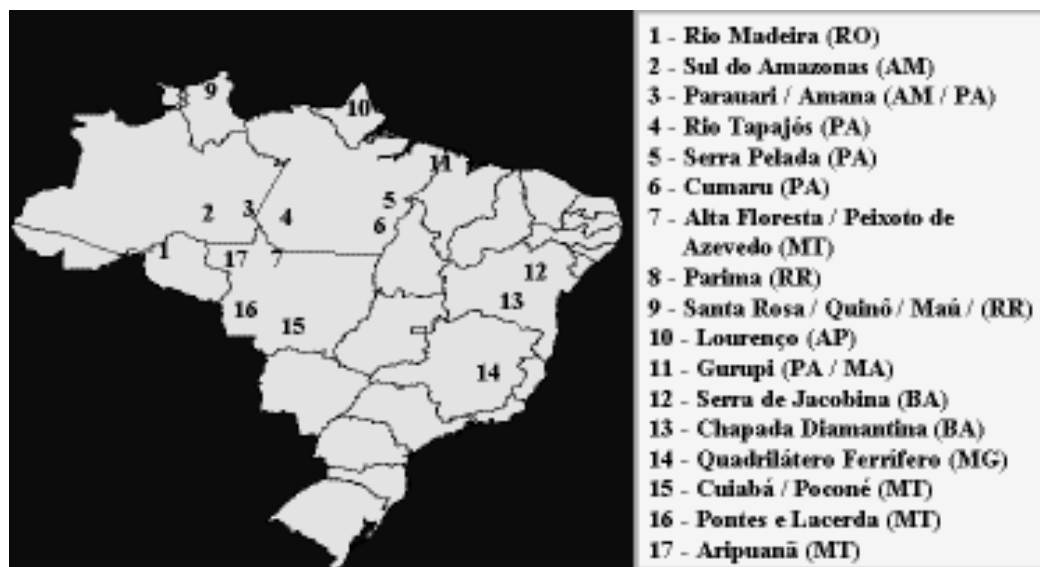 9
10
11
5
2
3
4
6
1
17
7
12
16
15
13
14
8
1 - Rio Madeira (RO)
2 - Sul do Amazonas (AM)
3 - Parauari / Amana (AM / PA)
4 - Rio Tapajós (PA)
5 - Serra Pelada (PA)
6 - Cumaru (PA)
7 - Alta Floresta / Peixoto de
Azevedo (MT)
8 - Parima (RR)
9 - Santa Rosa / Quinô / Maú / (RR)
10 - Lourenço (AP)
11 - Gurupi (PA / MA)
12 - Serra de Jacobina (BA)
13 - Chapada Diamantina (BA)
14 - Quadrilátero Ferrífero (MG)
15 - Cuiabá / Poconé (MT)
16 - Pontes e Lacerda (MT)
17 - Aripuanã (MT)